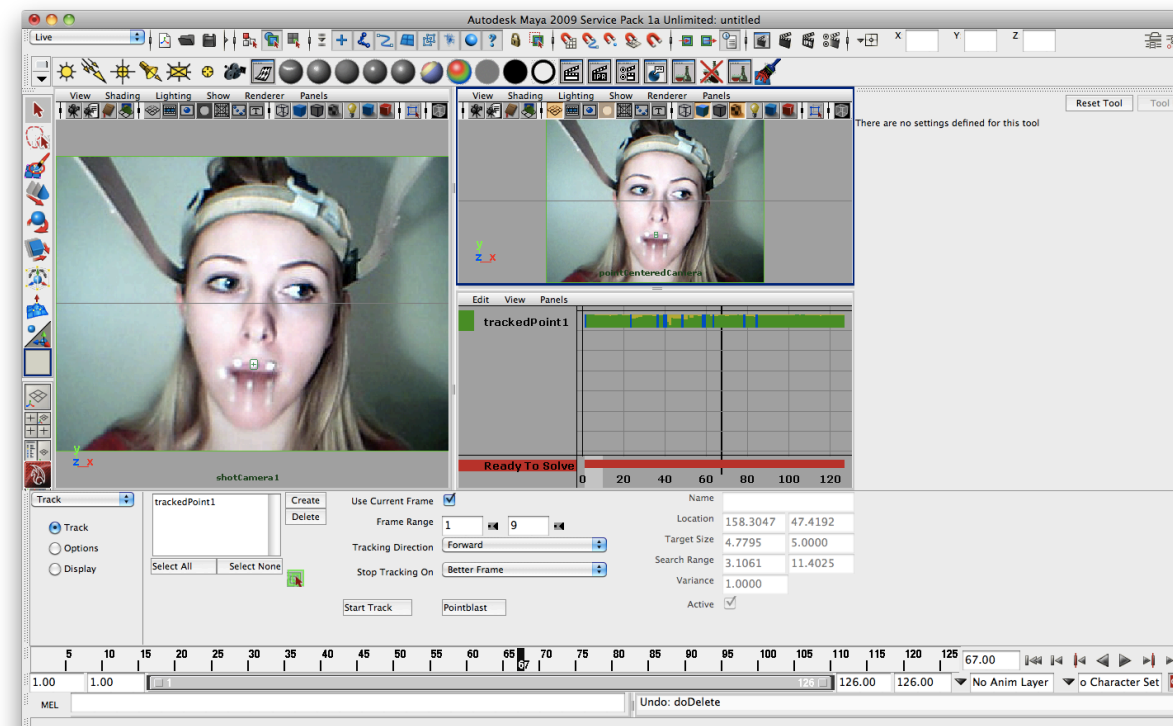 Autodesk Maya 2009 Service Pack 1a Unlimited: untitled
Live X Y Z
View Shading Lighting Show Renderer Panels
View Shading Lighting Show Renderer Panels
Reset Tool Tool
There are no settings defined for this tool
y
z x
shotCamera1
y
z x
pointCenteredCamera
Edit View Panels
trackedPoint1
Ready To Solve
0 20 40 60 80 100 120
Track
Track
Options
Display
trackedPoint1
Select All Select None
Create
Delete
Use Current Frame
Frame Range 1 9
Tracking Direction Forward
Stop Tracking On Better Frame
Start Track Pointblast
Name
Location 158.3047 47.4192
Target Size 4.7795 5.0000
Search Range 3.1061 11.4025
Variance 1.0000
Active
5 10 15 20 25 30 35 40 45 50 55 60 65 70 75 80 85 90 95 100 105 110 115 120 125
67
67.00
1.00 1.00 1 126 126.00 126.00 No Anim Layer o Character Set
MEL Undo: doDelete